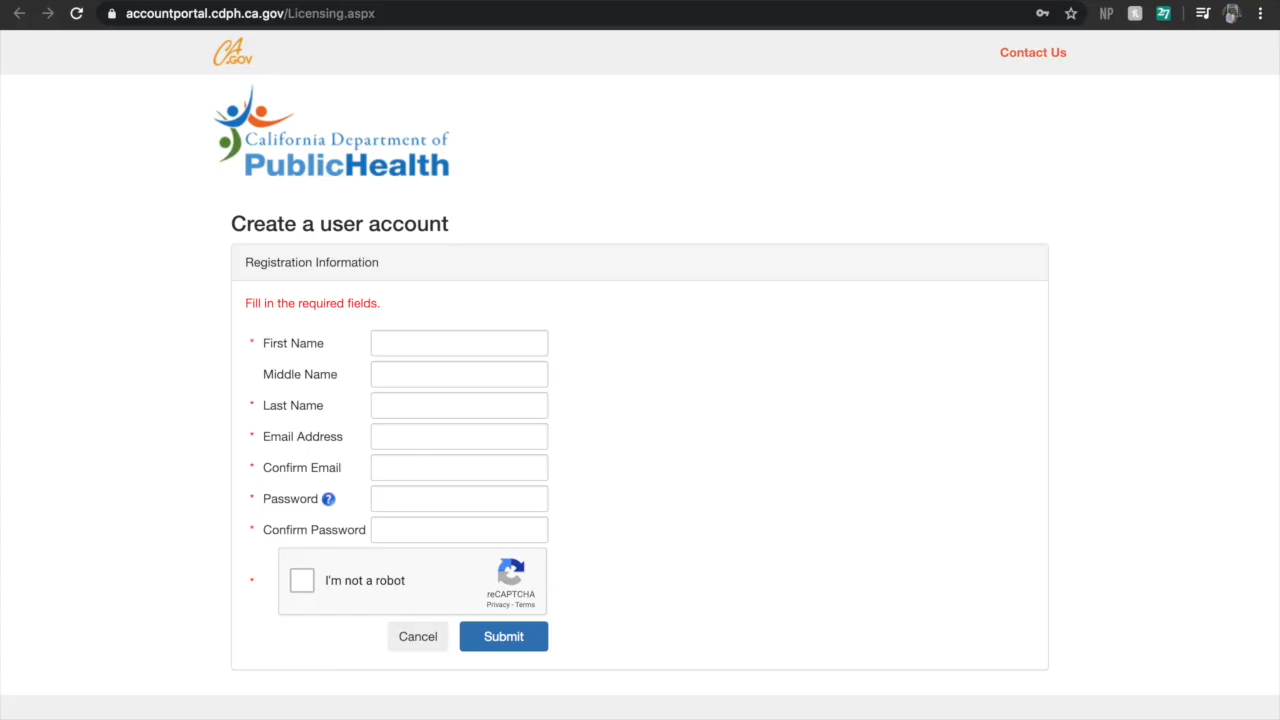 accountportal.cdph.ca.gov/Licensing.aspx
NP
27
CA.GOV
Contact Us
California Department of
PublicHealth
Create a user account
Registration Information
Fill in the required fields.
* First Name
Middle Name
* Last Name
* Email Address
* Confirm Email
* Password ?
* Confirm Password
* I'm not a robot
reCAPTCHA
Privacy - Terms
Cancel
Submit